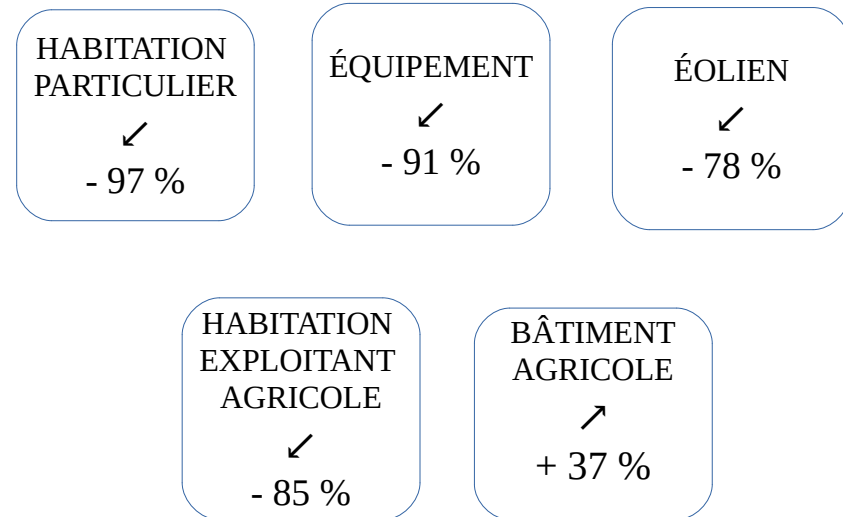 HABITATION
PARTICULIER
↙
- 97 %
ÉQUIPEMENT
↙
- 91 %
ÉOLIEN
↙
- 78 %
HABITATION
EXPLOITANT
AGRICOLE
↙
- 85 %
BÂTIMENT
AGRICOLE
↗
+ 37 %